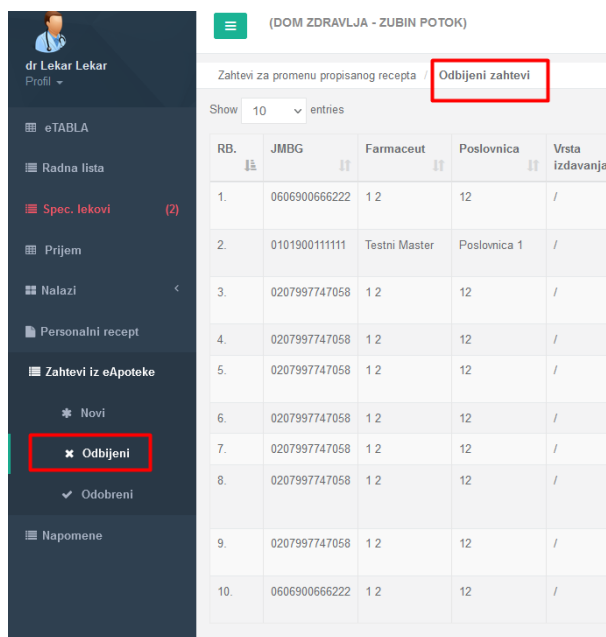 (DOM ZDRAVLJA - ZUBIN POTOK)
dr Lekar Lekar
Profil
eTABLA
Radna lista
Spec. lekovi (2)
Prijem
Nalazi
Personalni recept
Zahtevi iz eApoteke
Novi
Odbijeni
Odobreni
Napomene
Zahtevi za promenu propisanog recepta / Odbijeni zahtevi
Show 10 entries
RB. JMBG Farmaceut Poslovnica Vrsta
izdavanja
1. 0606900666222 1 2 12 /
2. 0101900111111 Testni Master Poslovnica 1 /
3. 0207997747058 1 2 12 /
4. 0207997747058 1 2 12 /
5. 0207997747058 1 2 12 /
6. 0207997747058 1 2 12 /
7. 0207997747058 1 2 12 /
8. 0207997747058 1 2 12 /
9. 0207997747058 1 2 12 /
10. 0606900666222 1 2 12 /